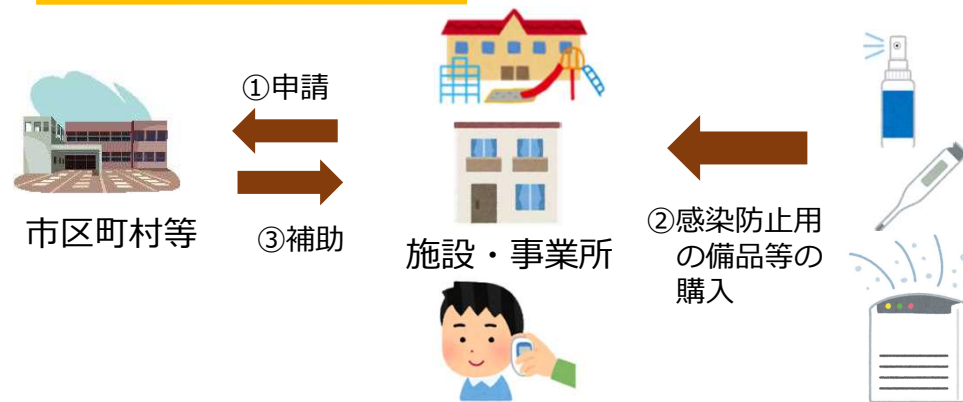 ①申請
市区町村等
③補助
施設・事業所
②感染防止用
の備品等の
購入